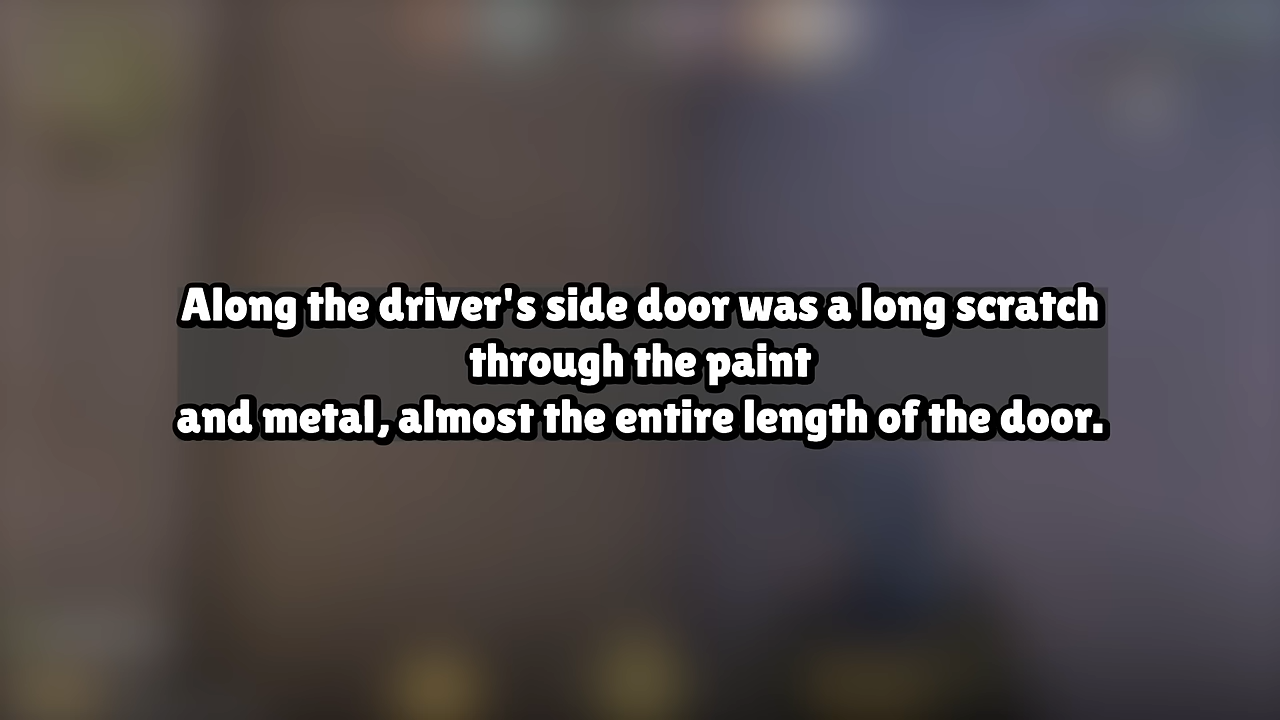 Along the driver's side door was a long scratch
through the paint
and metal, almost the entire length of the door.